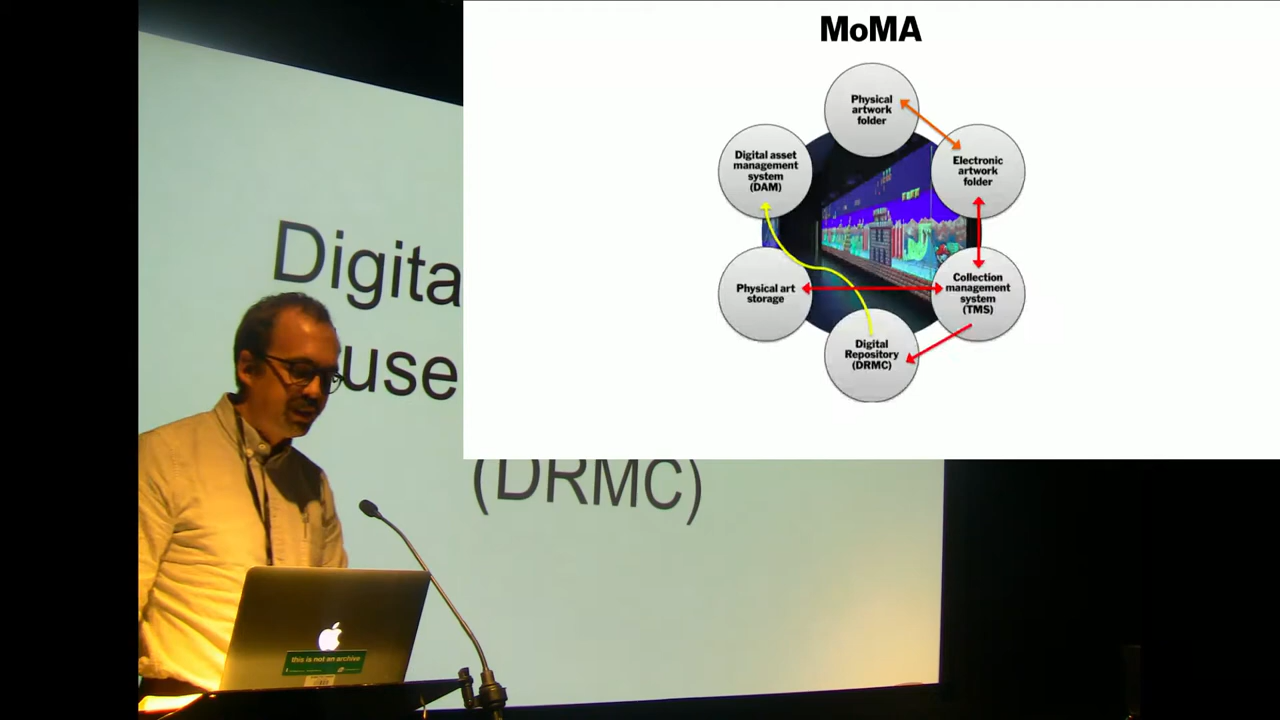 MoMA
Physical
artwork
folder
Digital asset
management
system
(DAM)
Electronic
artwork
folder
Physical art
storage
Collection
management
system
(TMS)
Digital
Repository
(DRMC)
Digita
use
(DRMC)
this is not an archive